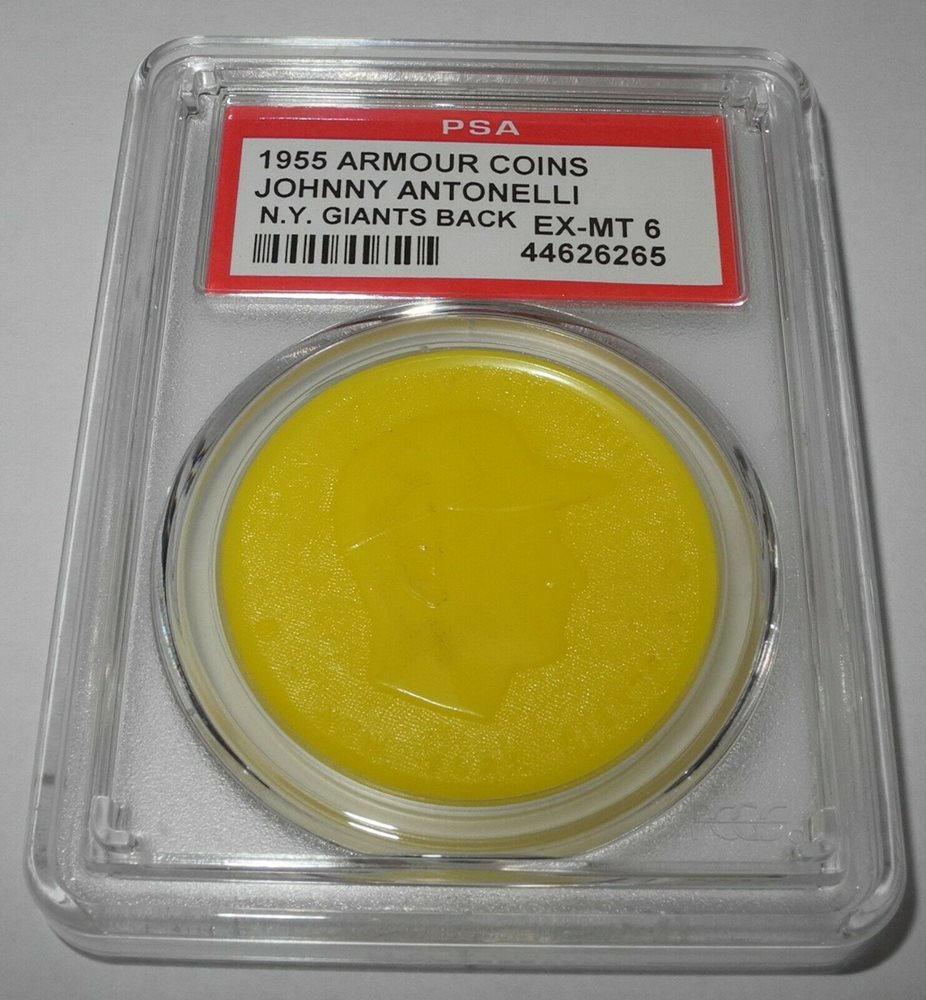 PSA
1955 ARMOUR COINS
JOHNNY ANTONELLI
N.Y. GIANTS BACK EX-MT 6
44626265